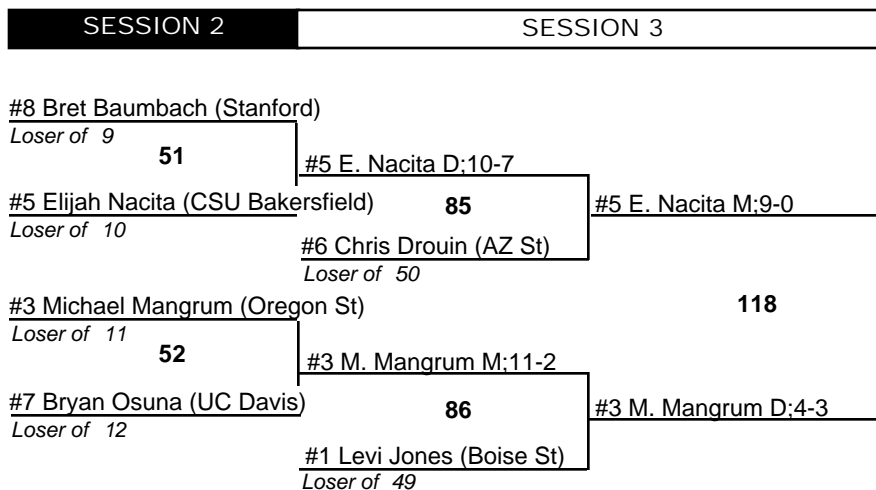 SESSION 2
SESSION 3
#8 Bret Baumbach (Stanford)
Loser of 9
51
#5 E. Nacita D;10-7
#5 Elijah Nacita (CSU Bakersfield)
85
#5 E. Nacita M;9-0
Loser of 10
#6 Chris Drouin (AZ St)
Loser of 50
#3 Michael Mangrum (Oregon St)
118
Loser of 11
52
#3 M. Mangrum M;11-2
#7 Bryan Osuna (UC Davis)
86
#3 M. Mangrum D;4-3
Loser of 12
#1 Levi Jones (Boise St)
Loser of 49